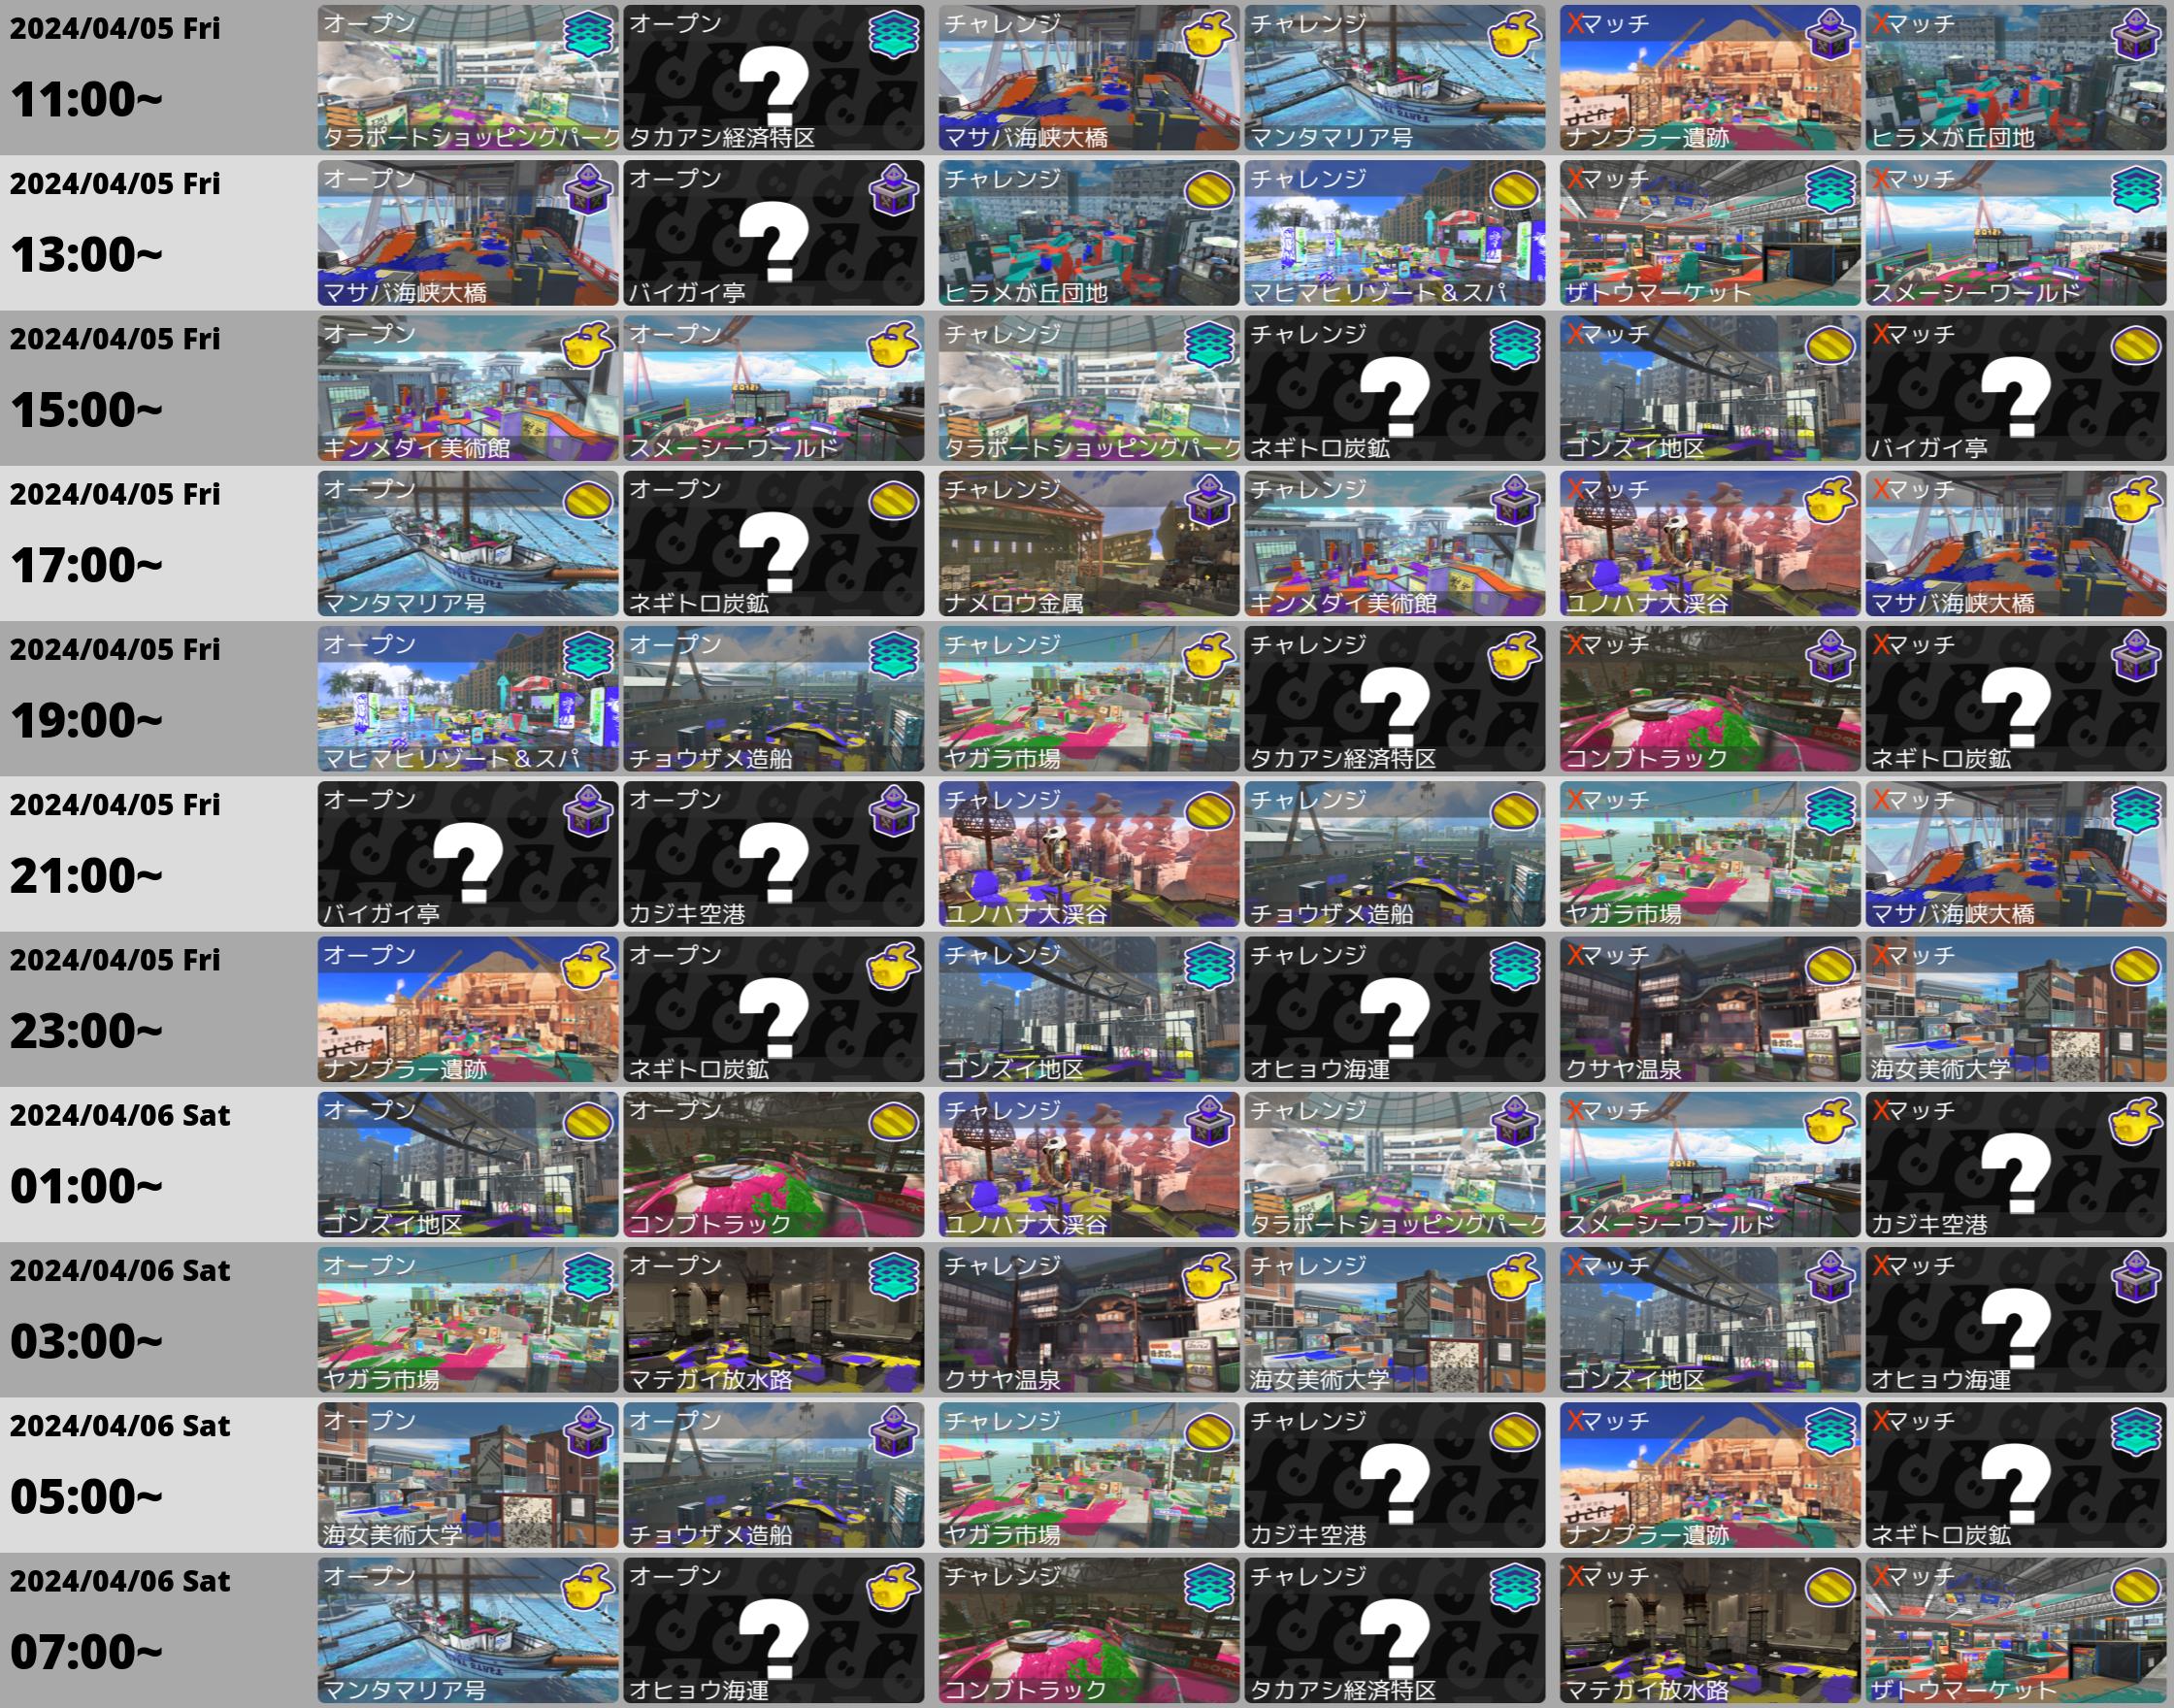 2024/04/05 Fri
11:00~
オープン
タラポートショッピングパーク
オープン
タカアシ経済特区
チャレンジ
マサバ海峡大橋
チャレンジ
マンタマリア号
Xマッチ
ナンプラー遺跡
Xマッチ
ヒラメが丘団地
2024/04/05 Fri
13:00~
オープン
マサバ海峡大橋
オープン
バイガイ亭
チャレンジ
ヒラメが丘団地
チャレンジ
マヒマヒリゾート＆スパ
Xマッチ
ザトウマーケット
Xマッチ
スメーシーワールド
2024/04/05 Fri
15:00~
オープン
キンメダイ美術館
オープン
スメーシーワールド
チャレンジ
タラポートショッピングパーク
チャレンジ
ネギトロ炭鉱
Xマッチ
ゴンズイ地区
Xマッチ
バイガイ亭
2024/04/05 Fri
17:00~
オープン
マンタマリア号
オープン
ネギトロ炭鉱
チャレンジ
ナメロウ金属
チャレンジ
キンメダイ美術館
Xマッチ
ユノハナ大渓谷
Xマッチ
マサバ海峡大橋
2024/04/05 Fri
19:00~
オープン
マヒマヒリゾート＆スパ
オープン
チョウザメ造船
チャレンジ
ヤガラ市場
チャレンジ
タカアシ経済特区
Xマッチ
コンブトラック
Xマッチ
ネギトロ炭鉱
2024/04/05 Fri
21:00~
オープン
バイガイ亭
オープン
カジキ空港
チャレンジ
ユノハナ大渓谷
チャレンジ
チョウザメ造船
Xマッチ
ヤガラ市場
Xマッチ
マサバ海峡大橋
2024/04/05 Fri
23:00~
オープン
ナンプラー遺跡
オープン
ネギトロ炭鉱
チャレンジ
ゴンズイ地区
チャレンジ
オヒョウ海運
Xマッチ
クサヤ温泉
Xマッチ
海女美術大学
2024/04/06 Sat
01:00~
オープン
ゴンズイ地区
オープン
コンブトラック
チャレンジ
ユノハナ大渓谷
チャレンジ
タラポートショッピングパーク
Xマッチ
スメーシーワールド
Xマッチ
カジキ空港
2024/04/06 Sat
03:00~
オープン
ヤガラ市場
オープン
マテガイ放水路
チャレンジ
クサヤ温泉
チャレンジ
海女美術大学
Xマッチ
ゴンズイ地区
Xマッチ
オヒョウ海運
2024/04/06 Sat
05:00~
オープン
海女美術大学
オープン
チョウザメ造船
チャレンジ
ヤガラ市場
チャレンジ
カジキ空港
Xマッチ
ナンプラー遺跡
Xマッチ
ネギトロ炭鉱
2024/04/06 Sat
07:00~
オープン
マンタマリア号
オープン
オヒョウ海運
チャレンジ
コンブトラック
チャレンジ
タカアシ経済特区
Xマッチ
マテガイ放水路
Xマッチ
ザトウマーケット